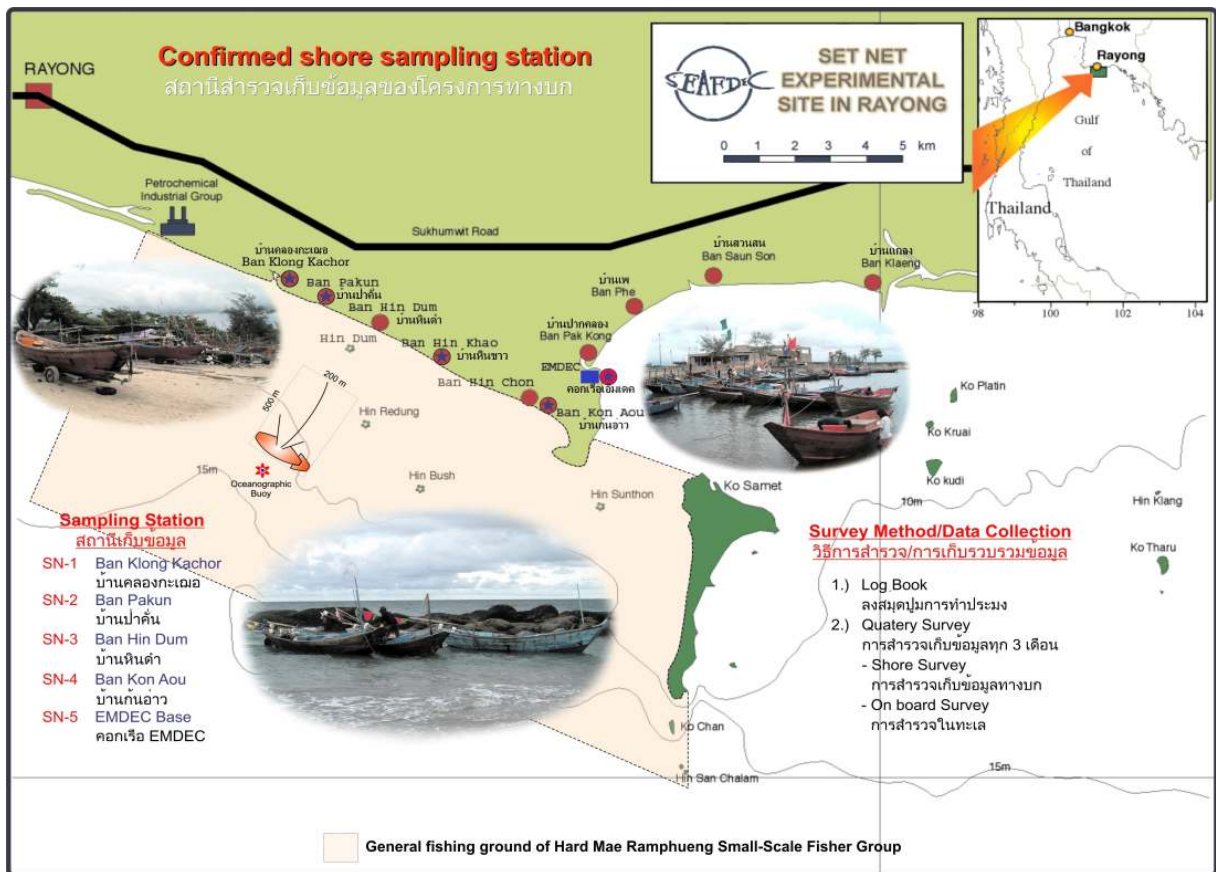 Confirmed shore sampling station
สถานีสำรวจเก็บข้อมูลของโครงการทางบก
RAYONG
SEAFDEC
SET NET
EXPERIMENTAL
SITE IN RAYONG
0 1 2 3 4 5 km
Bangkok
Rayong
Gulf
of
Thailand
Thailand
14
12
10
8
98 100 102 104
Petrochemical
Industrial Group
Sukhumwit Road
บ้านคลองกะเฌอ
Ban Klong Kachor
Ban Pakun
บ้านป่าคั่น
Ban Hin Dum
บ้านหินดำ
Hin Dum
Ban Hin Khao
บ้านหินขาว
Ban Hin Chon
Ban Kon Aou
บ้านก้นอ่าว
EMDEC
คอกเรือเอ็มเดค
บ้านปากคลอง
Ban Pak Kong
บ้านเพ
Ban Phe
บ้านสวนสน
Ban Saun Son
บ้านแกลง
Ban Klaeng
500 m
200 m
Hin Redung
15m
Oceanographic
Buoy
Hin Bush
Hin Sunthon
Ko Samet
Ko Platin
Ko Kruai
Ko kudi
10m
Hin Klang
Ko Tharu
Ko Chan
Hin San Chalam
15m
Sampling Station
สถานีเก็บข้อมูล
SN-1 Ban Klong Kachor
บ้านคลองกะเฌอ
SN-2 Ban Pakun
บ้านป่าคั่น
SN-3 Ban Hin Dum
บ้านหินดำ
SN-4 Ban Kon Aou
บ้านก้นอ่าว
SN-5 EMDEC Base
คอกเรือ EMDEC
Survey Method/Data Collection
วิธีการสำรวจ/การเก็บรวบรวมข้อมูล
1.) Log Book
ลงสมุดปูมการทำประมง
2.) Quatery Survey
การสำรวจเก็บข้อมูลทุก 3 เดือน
- Shore Survey
การสำรวจเก็บข้อมูลทางบก
- On board Survey
การสำรวจในทะเล
General fishing ground of Hard Mae Ramphueng Small-Scale Fisher Group